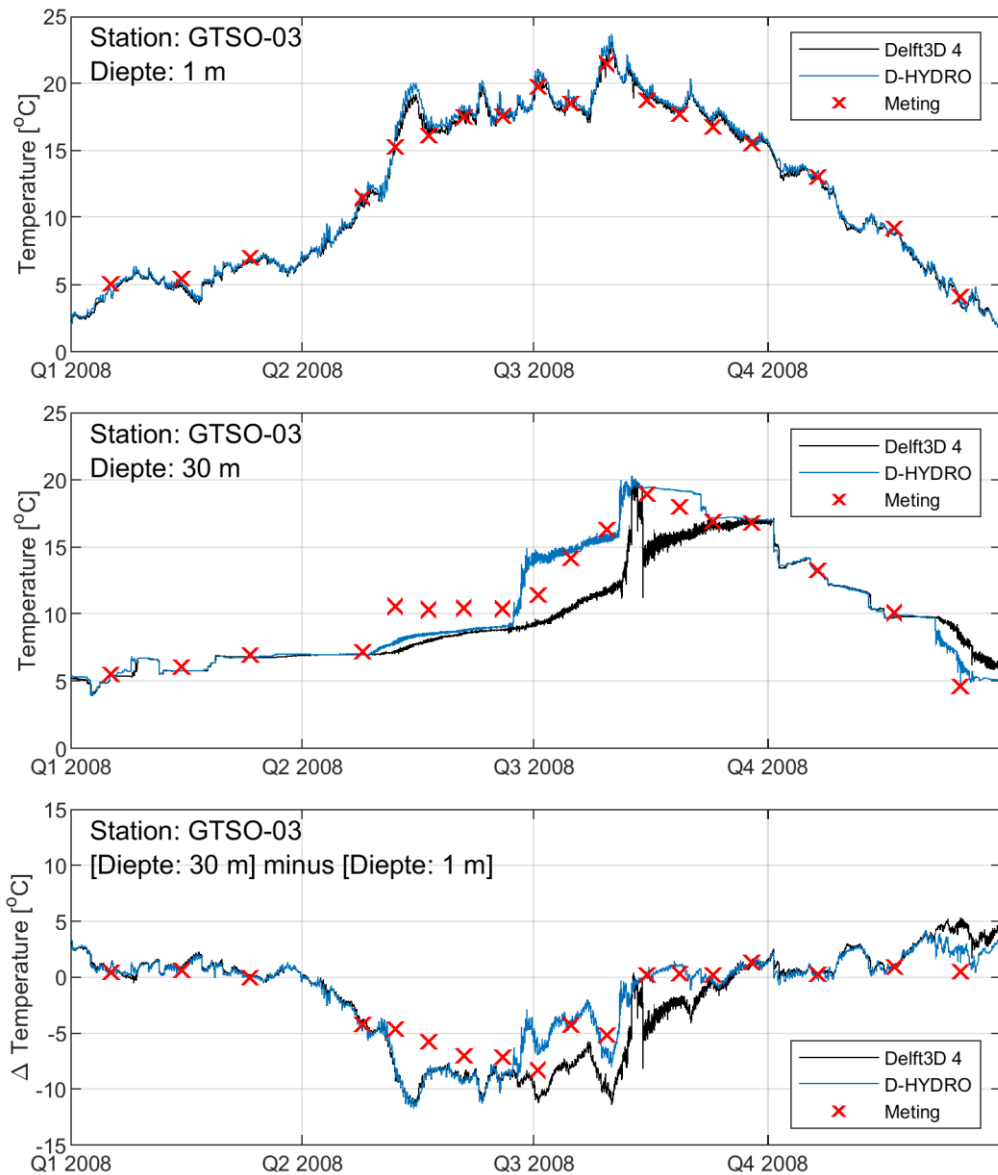 25
20
15
10
5
0
Temperature [°C]
Station: GTSO-03
Diepte: 1 m
Delft3D 4
D-HYDRO
Meting
Q1 2008
Q2 2008
Q3 2008
Q4 2008
25
20
15
10
5
0
Temperature [°C]
Station: GTSO-03
Diepte: 30 m
Delft3D 4
D-HYDRO
Meting
Q1 2008
Q2 2008
Q3 2008
Q4 2008
15
10
5
0
-5
-10
-15
Δ Temperature [°C]
Station: GTSO-03
[Diepte: 30 m] minus [Diepte: 1 m]
Delft3D 4
D-HYDRO
Meting
Q1 2008
Q2 2008
Q3 2008
Q4 2008